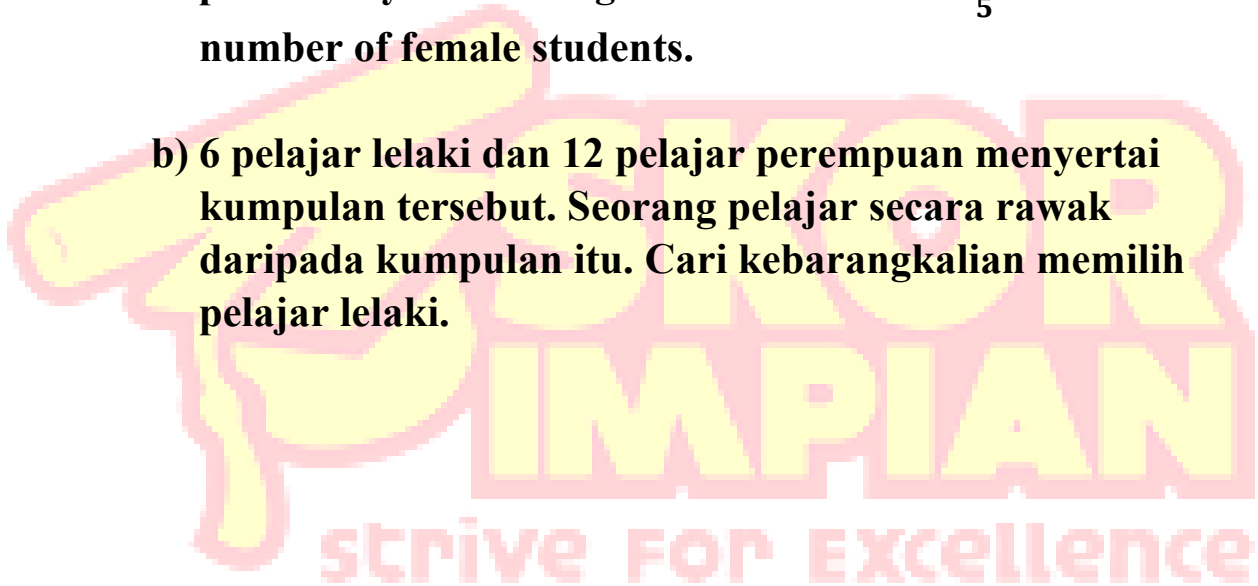 5
number of female students.
b) 6 pelajar lelaki dan 12 pelajar perempuan menyertai
kumpulan tersebut. Seorang pelajar secara rawak
daripada kumpulan itu. Cari kebarangkalian memilih
pelajar lelaki.
SKOR
IMPIAN
strive For Excellence